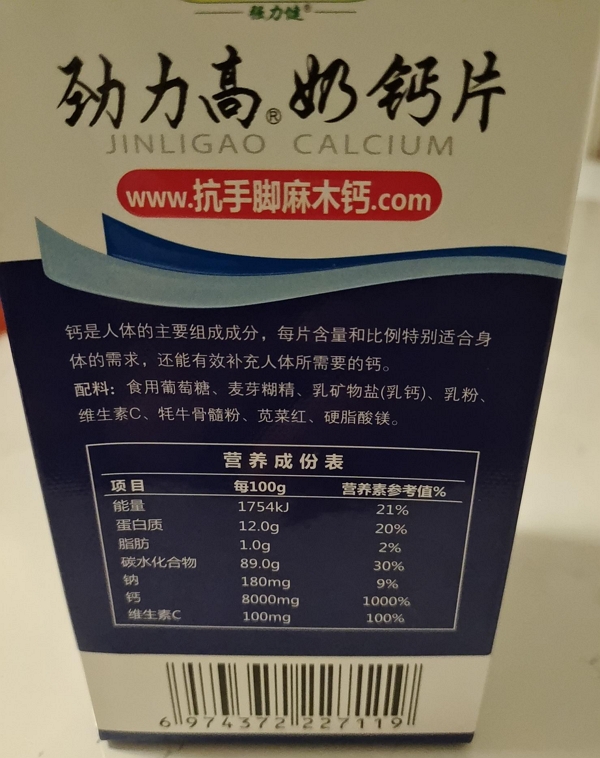 强力健®
劲力高®奶钙片
JINLIGAO CALCIUM
www.抗手脚麻木钙.com
钙是人体的主要组成成分，每片含量和比例特别适合身
体的需求，还能有效补充人体所需要的钙。
配料：食用葡萄糖、麦芽糊精、乳矿物盐(乳钙)、乳粉、
维生素C、牦牛骨髓粉、苋菜红、硬脂酸镁。
营养成份表
项目 每100g 营养素参考值%
能量 1754kJ 21%
蛋白质 12.0g 20%
脂肪 1.0g 2%
碳水化合物 89.0g 30%
钠 180mg 9%
钙 8000mg 1000%
维生素C 100mg 100%
6 974372 227119